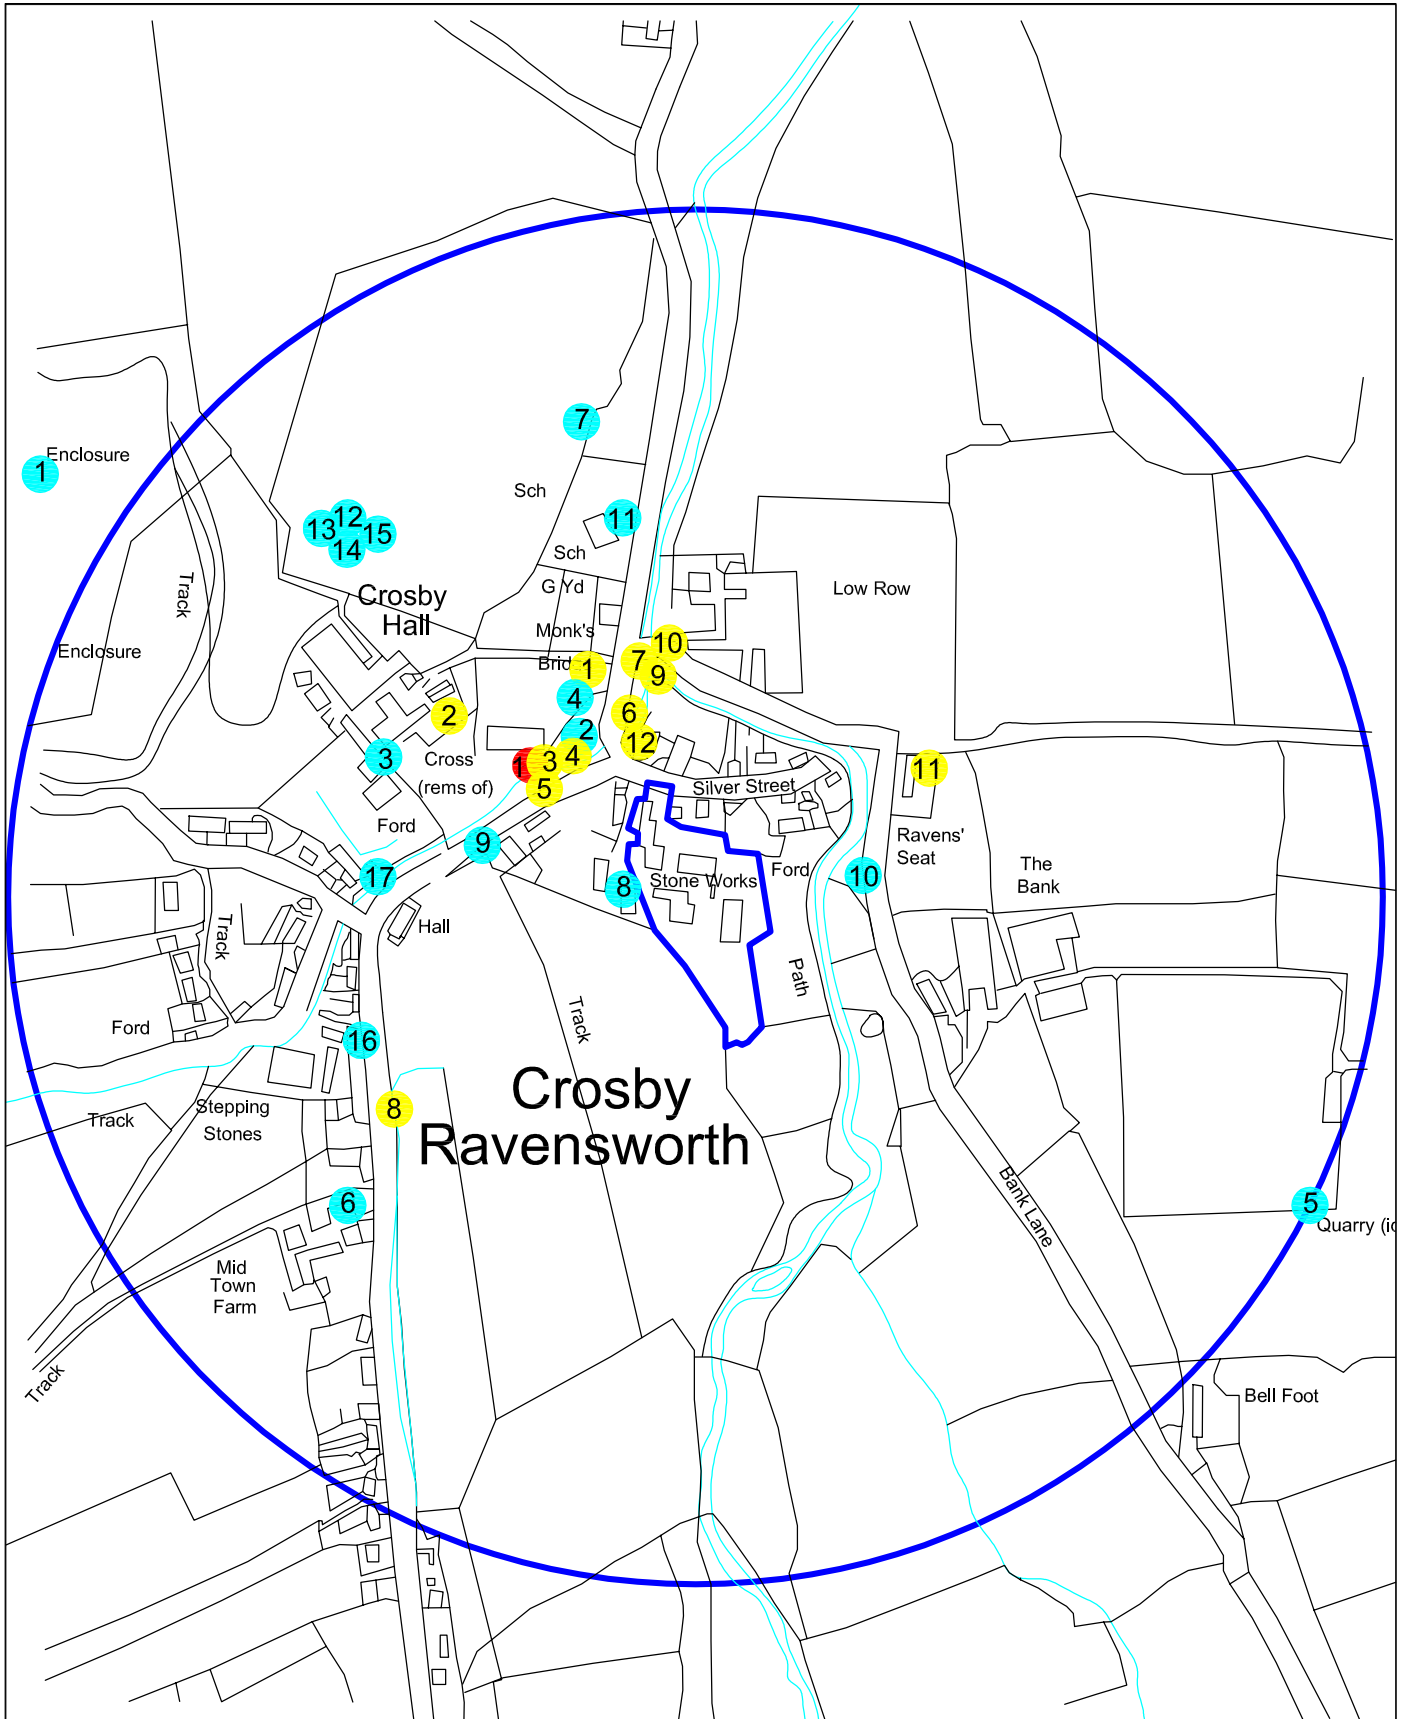 7
Enclosure
1
Sch
12
11
13
15
14
Sch
Track
G Yd
Low Row
Crosby
Hall
Monk's
10
Enclosure
7
1
9
4
2
6
2
12
3
Cross
1
3
4
11
(rems of)
5
Silver Street
Ford
Ravens'
Seat
9
The
Bank
17
8
Stone Works
Ford
10
Track
Hall
Path
Track
Ford
16
Crosby
Ravensworth
Stepping
Stones
Track
8
6
5
Bank Lane
Quarry
Mid
Town
Farm
Track
Bell Foot